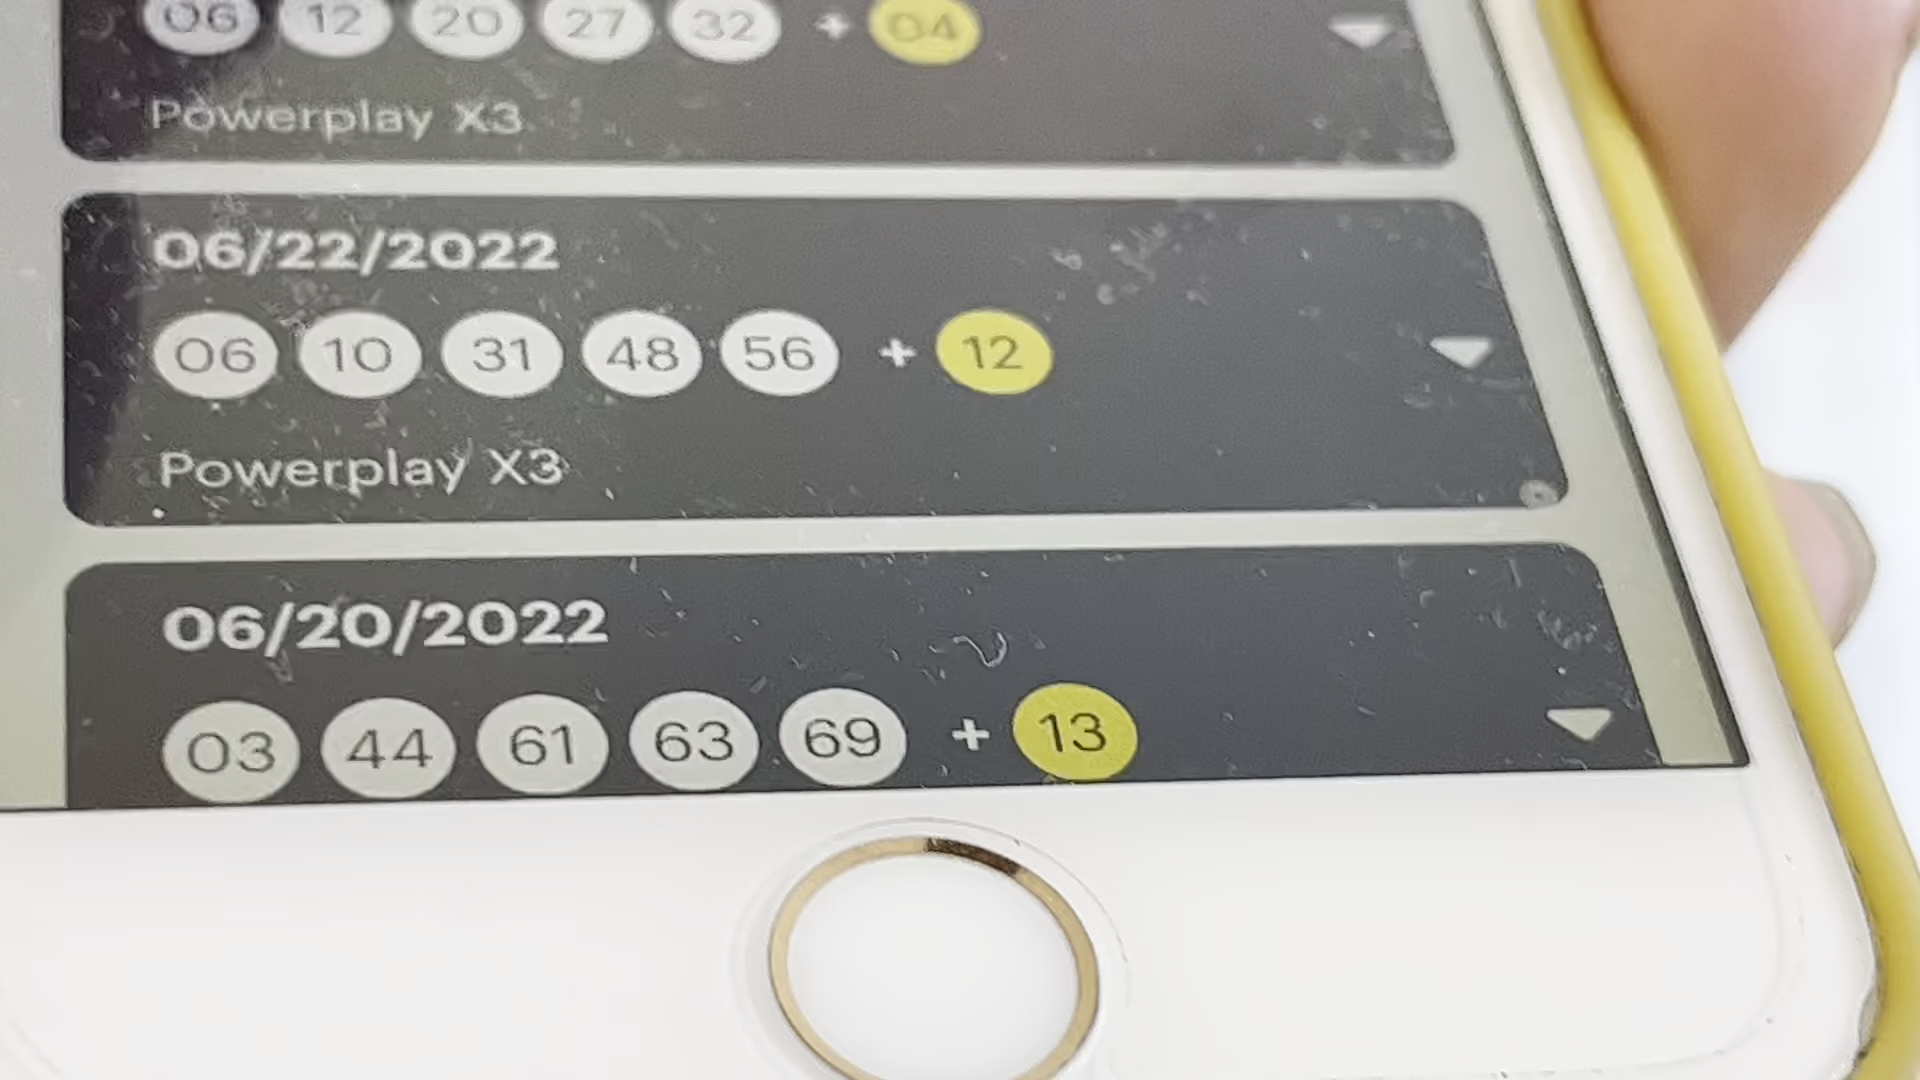 06 12 20 27 32 + 04
Powerplay X3
06/22/2022
06 10 31 48 56 + 12
Powerplay X3
06/20/2022
03 44 61 63 69 + 13